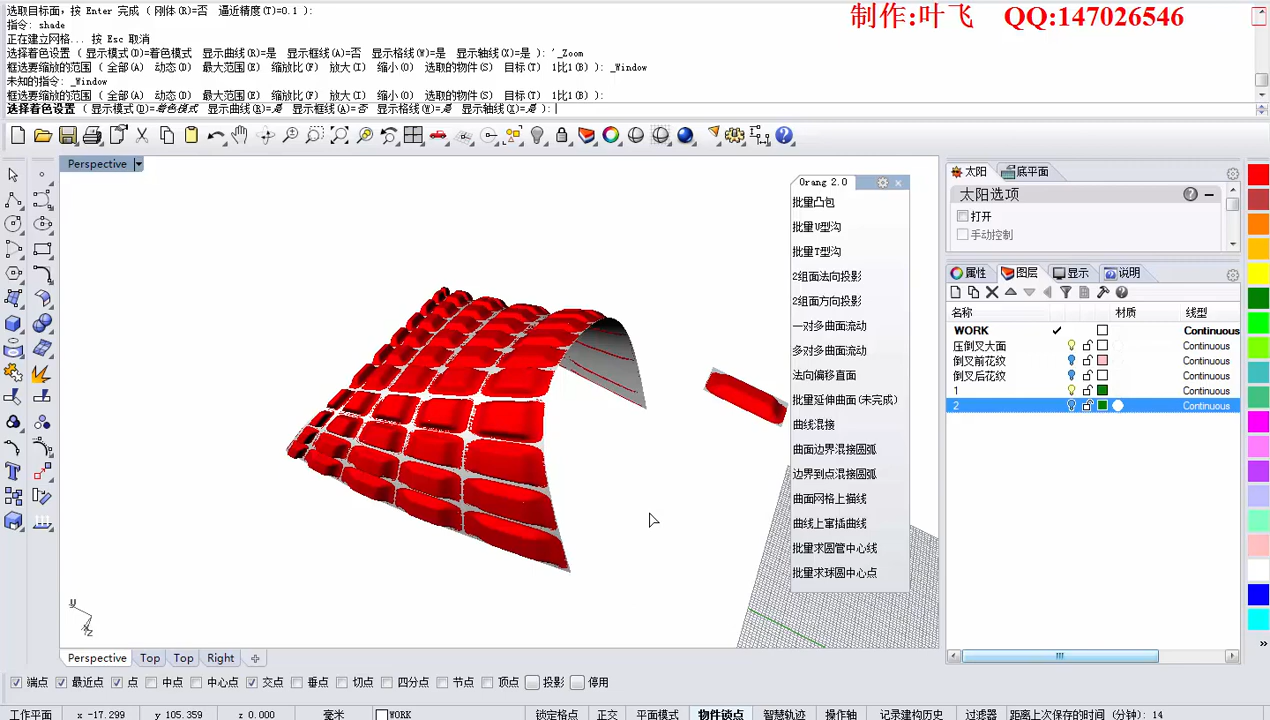 选取目标面，按 Enter 完成 ( 刚体(R)=否  逼近精度(T)=0.1 ):
指令: shade
正在建立网格... 按 Esc 取消
选择着色设置 ( 显示模式(D)=着色模式  显示曲线(R)=是  显示框线(A)=否  显示格线(W)=是  显示轴线(X)=是 ): '_Zoom
框选要缩放的范围 ( 全部(A)  动态(D)  最大范围(E)  缩放比(F)  放大(I)  缩小(O)  选取的物件(S)  目标(T)  1比1(B) ): _Window
未知的指令: _Window
框选要缩放的范围 ( 全部(A)  动态(D)  最大范围(E)  缩放比(F)  放大(I)  缩小(O)  选取的物件(S)  目标(T)  1比1(B) ):
选择着色设置 ( 显示模式(D)=着色模式  显示曲线(R)=是  显示框线(A)=否  显示格线(W)=是  显示轴线(X)=是 ):
制作:叶飞 QQ:147026546
Perspective
Orang 2.0
批量凸包
批量U型沟
批量T型沟
2组面法向投影
2组面方向投影
一对多曲面流动
多对多曲面流动
法向偏移直面
批量延伸曲面(未完成)
曲线混接
曲面边界混接圆弧
边界到点混接圆弧
曲面网格上描线
曲线上窜插曲线
批量求圆管中心线
批量求球圆中心点
太阳 底平面
太阳选项
打开
手动控制
属性 图层 显示 说明
名称 材质 线型
WORK Continuous
压倒叉大面 Continuous
倒叉前花纹 Continuous
倒叉后花纹 Continuous
1 Continuous
2 Continuous
y
z
Perspective Top Top Right
端点 最近点 点 中点 中心点 交点 垂点 切点 四分点 节点 顶点 投影 停用
工作平面 x -17.299 y 105.359 z 0.000 毫米 WORK 锁定格点 正交 平面模式 物件锁点 智慧轨迹 操作轴 记录建构历史 过滤器 距离上次保存的时间 (分钟): 14